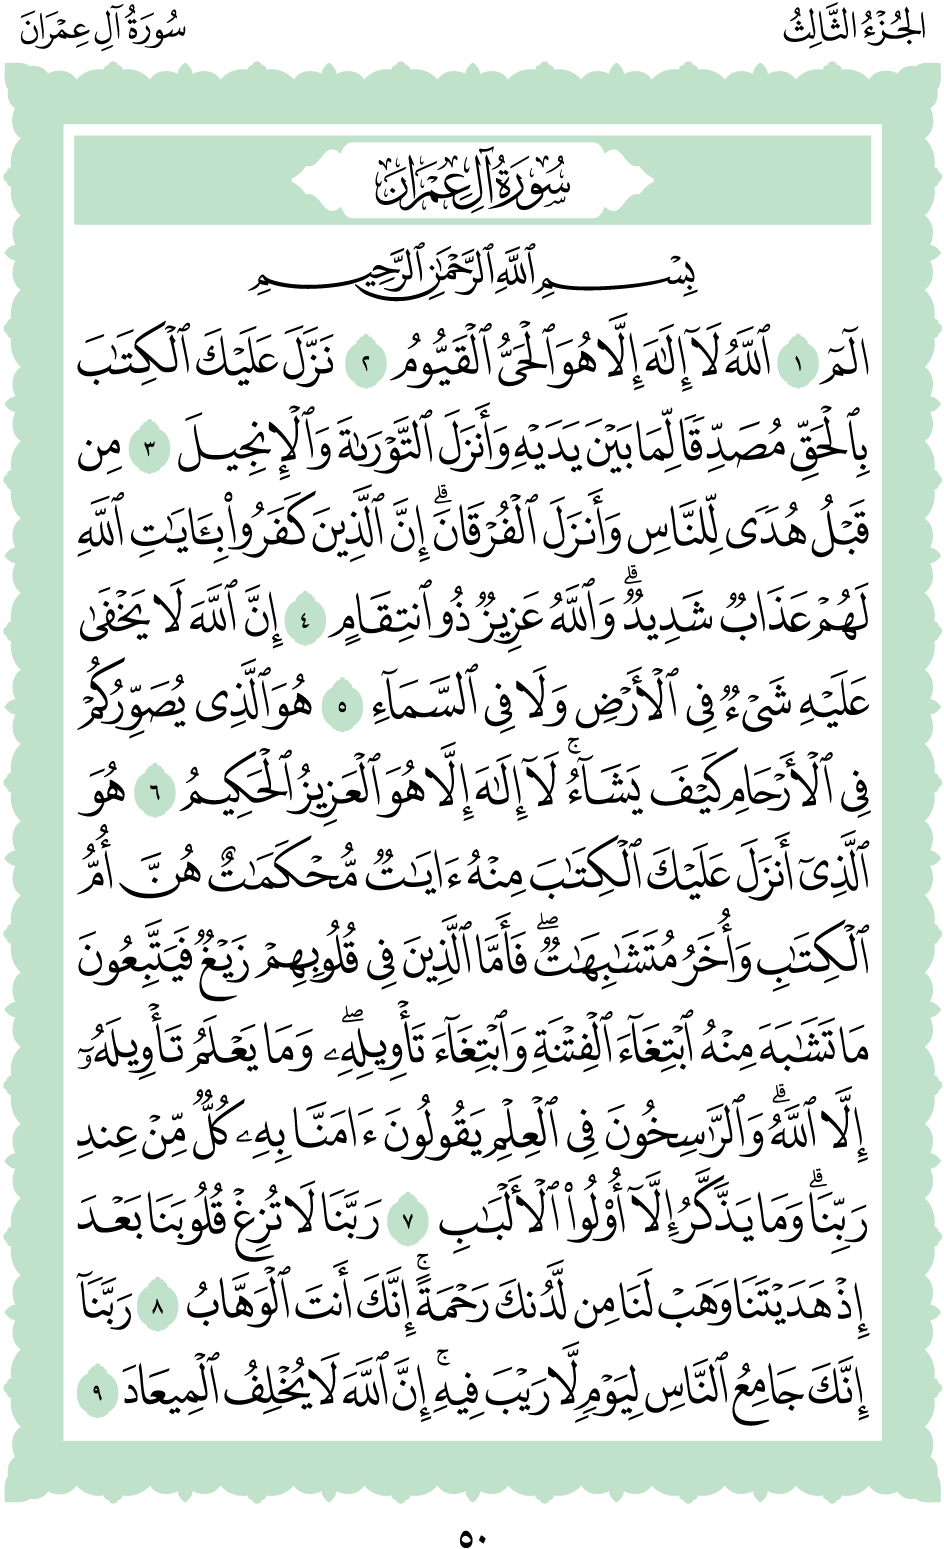 الجُزْءُ الثَّالِثُ
سُورَةُ آلِ عِمْرَانَ
سُورَةُ آلِ عِمْرَانَ
بِسْمِ ٱللَّهِ ٱلرَّحْمَٰنِ ٱلرَّحِيمِ
الٓمٓ ١ ٱللَّهُ لَآ إِلَٰهَ إِلَّا هُوَ ٱلْحَىُّ ٱلْقَيُّومُ ٢ نَزَّلَ عَلَيْكَ ٱلْكِتَٰبَ
بِٱلْحَقِّ مُصَدِّقًا لِّمَا بَيْنَ يَدَيْهِ وَأَنزَلَ ٱلتَّوْرَىٰةَ وَٱلْإِنجِيلَ ٣ مِن
قَبْلُ هُدًى لِّلنَّاسِ وَأَنزَلَ ٱلْفُرْقَانَ ۗ إِنَّ ٱلَّذِينَ كَفَرُوا۟ بِـَٔايَٰتِ ٱللَّهِ
لَهُمْ عَذَابٌ شَدِيدٌ ۗ وَٱللَّهُ عَزِيزٌ ذُو ٱنتِقَامٍ ٤ إِنَّ ٱللَّهَ لَا يَخْفَىٰ
عَلَيْهِ شَىْءٌ فِى ٱلْأَرْضِ وَلَا فِى ٱلسَّمَآءِ ٥ هُوَ ٱلَّذِى يُصَوِّرُكُمْ
فِى ٱلْأَرْحَامِ كَيْفَ يَشَآءُ ۚ لَآ إِلَٰهَ إِلَّا هُوَ ٱلْعَزِيزُ ٱلْحَكِيمُ ٦ هُوَ
ٱلَّذِىٓ أَنزَلَ عَلَيْكَ ٱلْكِتَٰبَ مِنْهُ ءَايَٰتٌ مُّحْكَمَٰتٌ هُنَّ أُمُّ
ٱلْكِتَٰبِ وَأُخَرُ مُتَشَٰبِهَٰتٌ ۖ فَأَمَّا ٱلَّذِينَ فِى قُلُوبِهِمْ زَيْغٌ فَيَتَّبِعُونَ
مَا تَشَٰبَهَ مِنْهُ ٱبْتِغَآءَ ٱلْفِتْنَةِ وَٱبْتِغَآءَ تَأْوِيلِهِۦ ۖ وَمَا يَعْلَمُ تَأْوِيلَهُۥٓ
إِلَّا ٱللَّهُ ۗ وَٱلرَّٰسِخُونَ فِى ٱلْعِلْمِ يَقُولُونَ ءَامَنَّا بِهِۦ كُلٌّ مِّنْ عِندِ
رَبِّنَا ۗ وَمَا يَذَّكَّرُ إِلَّآ أُو۟لُوا۟ ٱلْأَلْبَٰبِ ٧ رَبَّنَا لَا تُزِغْ قُلُوبَنَا بَعْدَ
إِذْ هَدَيْتَنَا وَهَبْ لَنَا مِن لَّدُنكَ رَحْمَةً ۚ إِنَّكَ أَنتَ ٱلْوَهَّابُ ٨ رَبَّنَآ
إِنَّكَ جَامِعُ ٱلنَّاسِ لِيَوْمٍ لَّا رَيْبَ فِيهِ ۚ إِنَّ ٱللَّهَ لَا يُخْلِفُ ٱلْمِيعَادَ ٩
٥٠